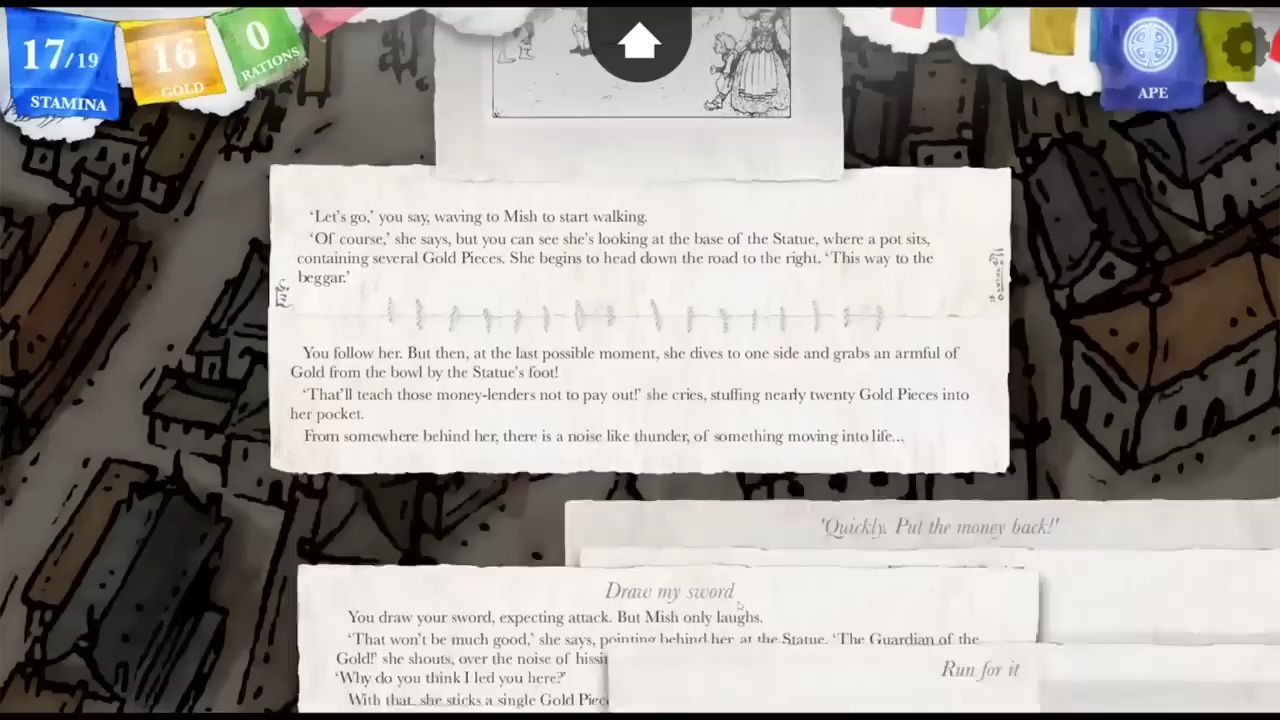 17/19
STAMINA
16
GOLD
0
RATIONS
APE
‘Let’s go,’ you say, waving to Mish to start walking.
‘Of course,’ she says, but you can see she’s looking at the base of the Statue, where a pot sits,
containing several Gold Pieces. She begins to head down the road to the right. ‘This way to the
beggar.’
You follow her. But then, at the last possible moment, she dives to one side and grabs an armful of
Gold from the bowl by the Statue’s foot!
‘That’ll teach those money-lenders not to pay out!’ she cries, stuffing nearly twenty Gold Pieces into
her pocket.
From somewhere behind her, there is a noise like thunder, of something moving into life...
'Quickly. Put the money back!'
Draw my sword
You draw your sword, expecting attack. But Mish only laughs.
‘That won’t be much good,’ she says, pointing behind her, at the Statue. ‘The Guardian of the
Gold!’ she shouts, over the noise of
‘Why do you think I led you here?’
Run for it
With that, she sticks a single Gold